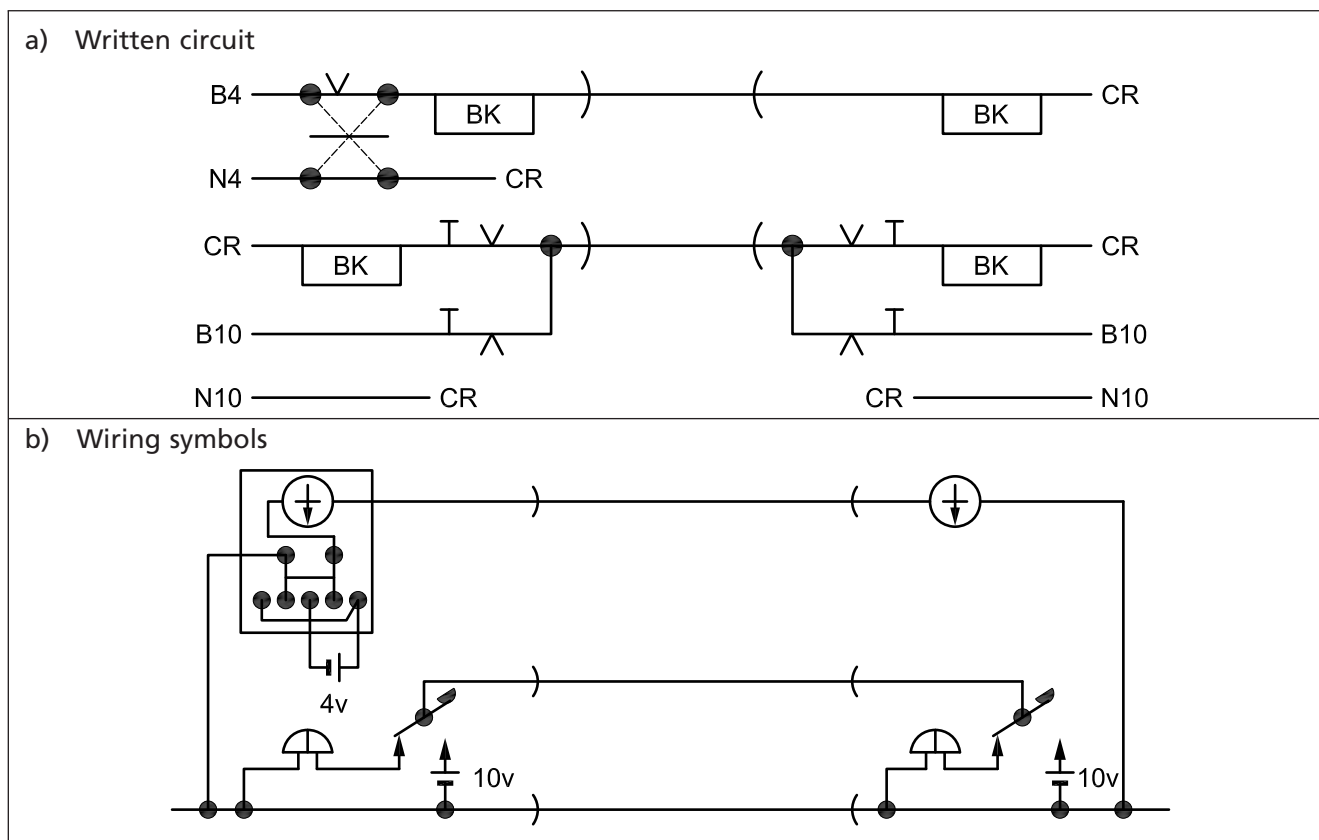 a) Written circuit
B4 BK BK CR
N4 CR
CR BK BK CR
B10 B10
N10 CR CR N10
b) Wiring symbols
4v
10v 10v